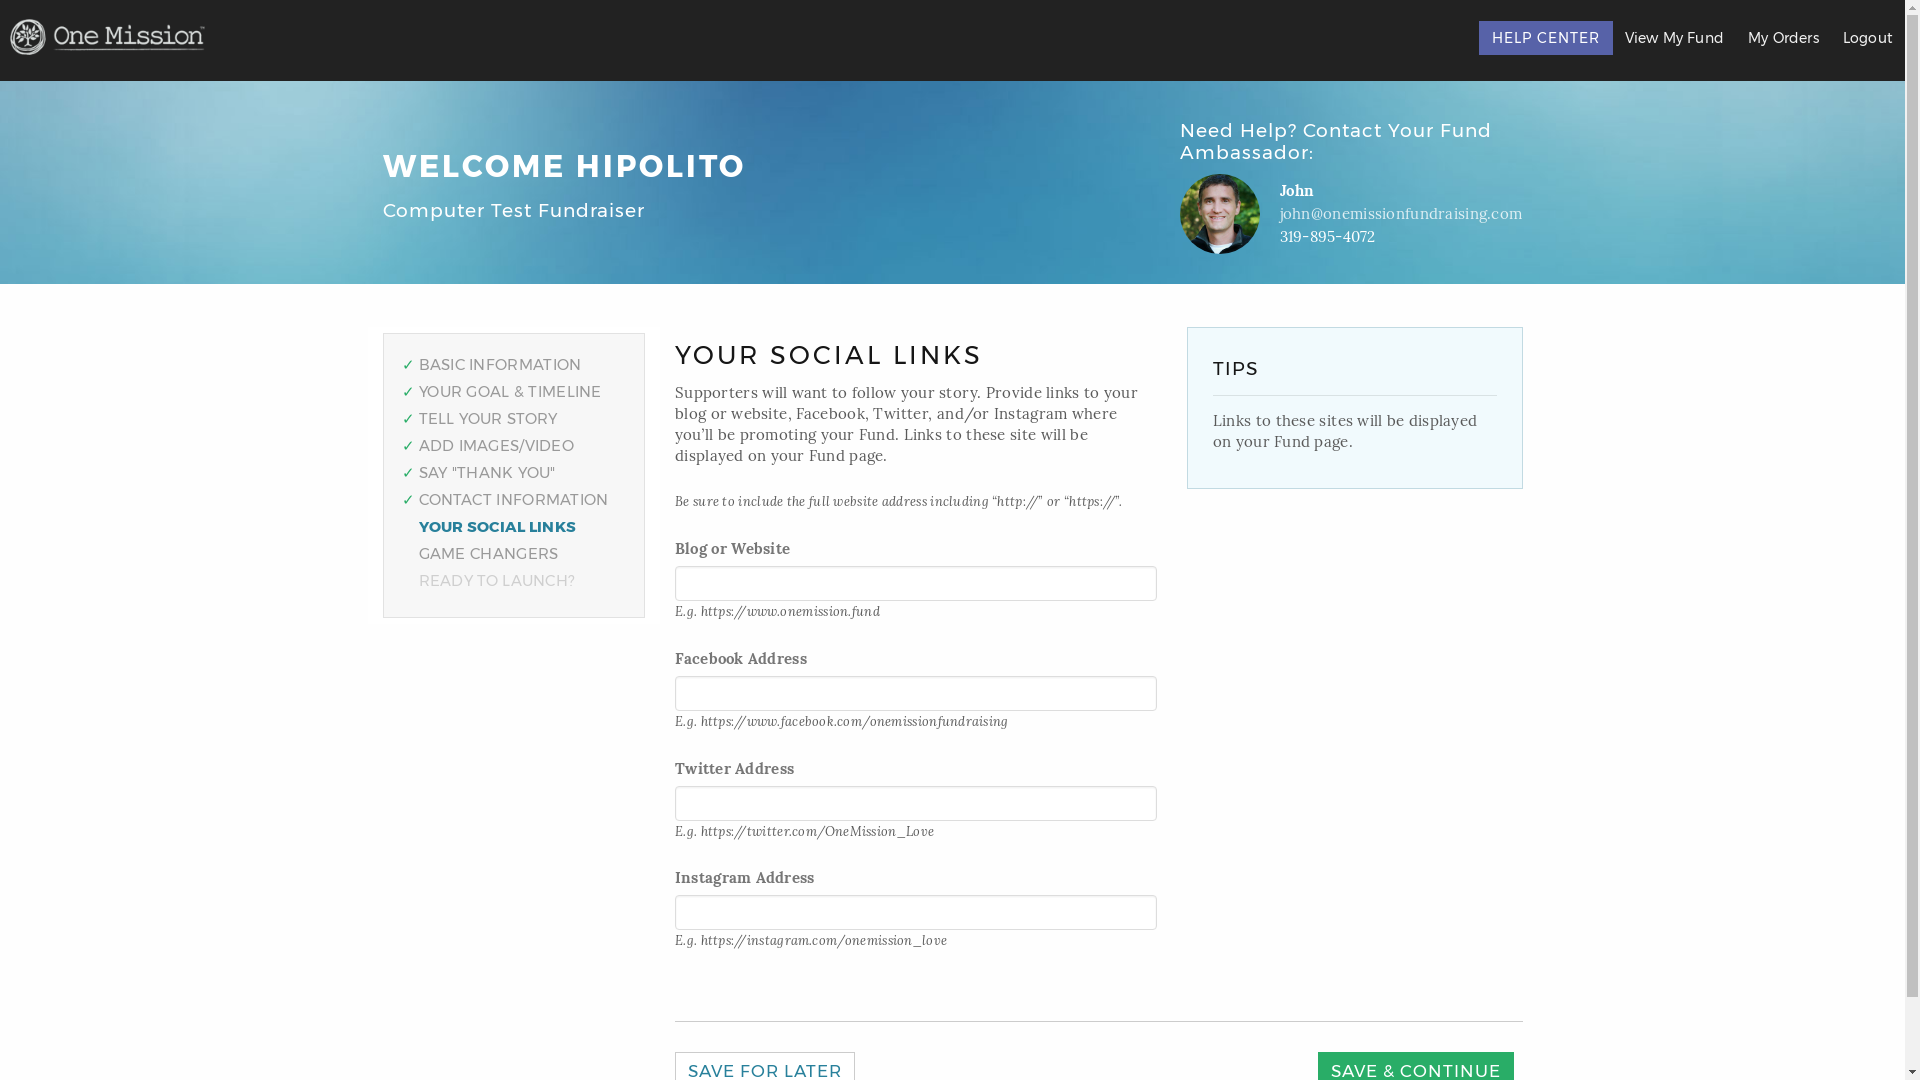 One Mission
HELP CENTER
View My Fund
My Orders
Logout
WELCOME HIPOLITO
Computer Test Fundraiser
Need Help? Contact Your Fund
Ambassador:
John
john@onemissionfundraising.com
319-895-4072
✓ BASIC INFORMATION
✓ YOUR GOAL & TIMELINE
✓ TELL YOUR STORY
✓ ADD IMAGES/VIDEO
✓ SAY "THANK YOU"
✓ CONTACT INFORMATION
YOUR SOCIAL LINKS
GAME CHANGERS
READY TO LAUNCH?
YOUR SOCIAL LINKS
Supporters will want to follow your story. Provide links to your
blog or website, Facebook, Twitter, and/or Instagram where
you’ll be promoting your Fund. Links to these site will be
displayed on your Fund page.
Be sure to include the full website address including “http://” or “https://”.
Blog or Website
E.g. https://www.onemission.fund
Facebook Address
E.g. https://www.facebook.com/onemissionfundraising
Twitter Address
E.g. https://twitter.com/OneMission_Love
Instagram Address
E.g. https://instagram.com/onemission_love
TIPS
Links to these sites will be displayed
on your Fund page.
SAVE FOR LATER
SAVE & CONTINUE